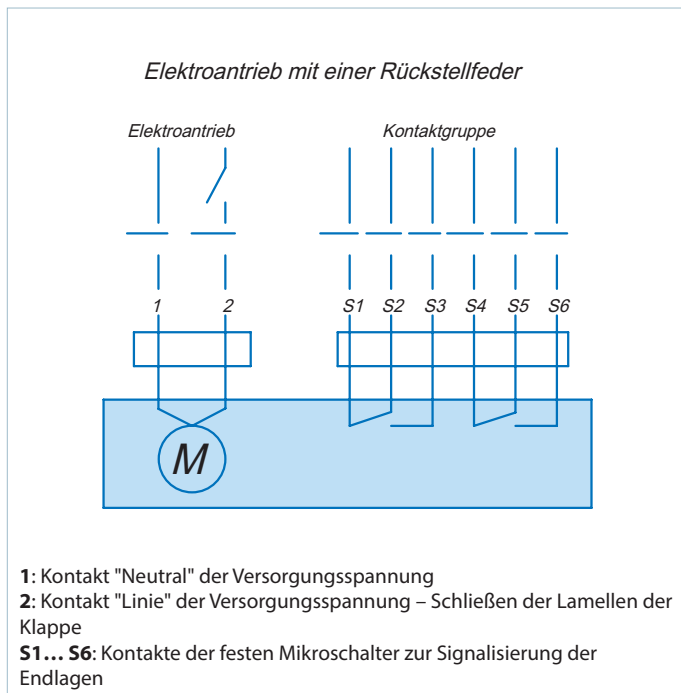 Elektroantrieb mit einer Rückstellfeder
Elektroantrieb Kontaktgruppe
1 2 S1 S2 S3 S4 S5 S6
M
1: Kontakt "Neutral" der Versorgungsspannung
2: Kontakt "Linie" der Versorgungsspannung – Schließen der Lamellen der
Klappe
S1... S6: Kontakte der festen Mikroschalter zur Signalisierung der
Endlagen